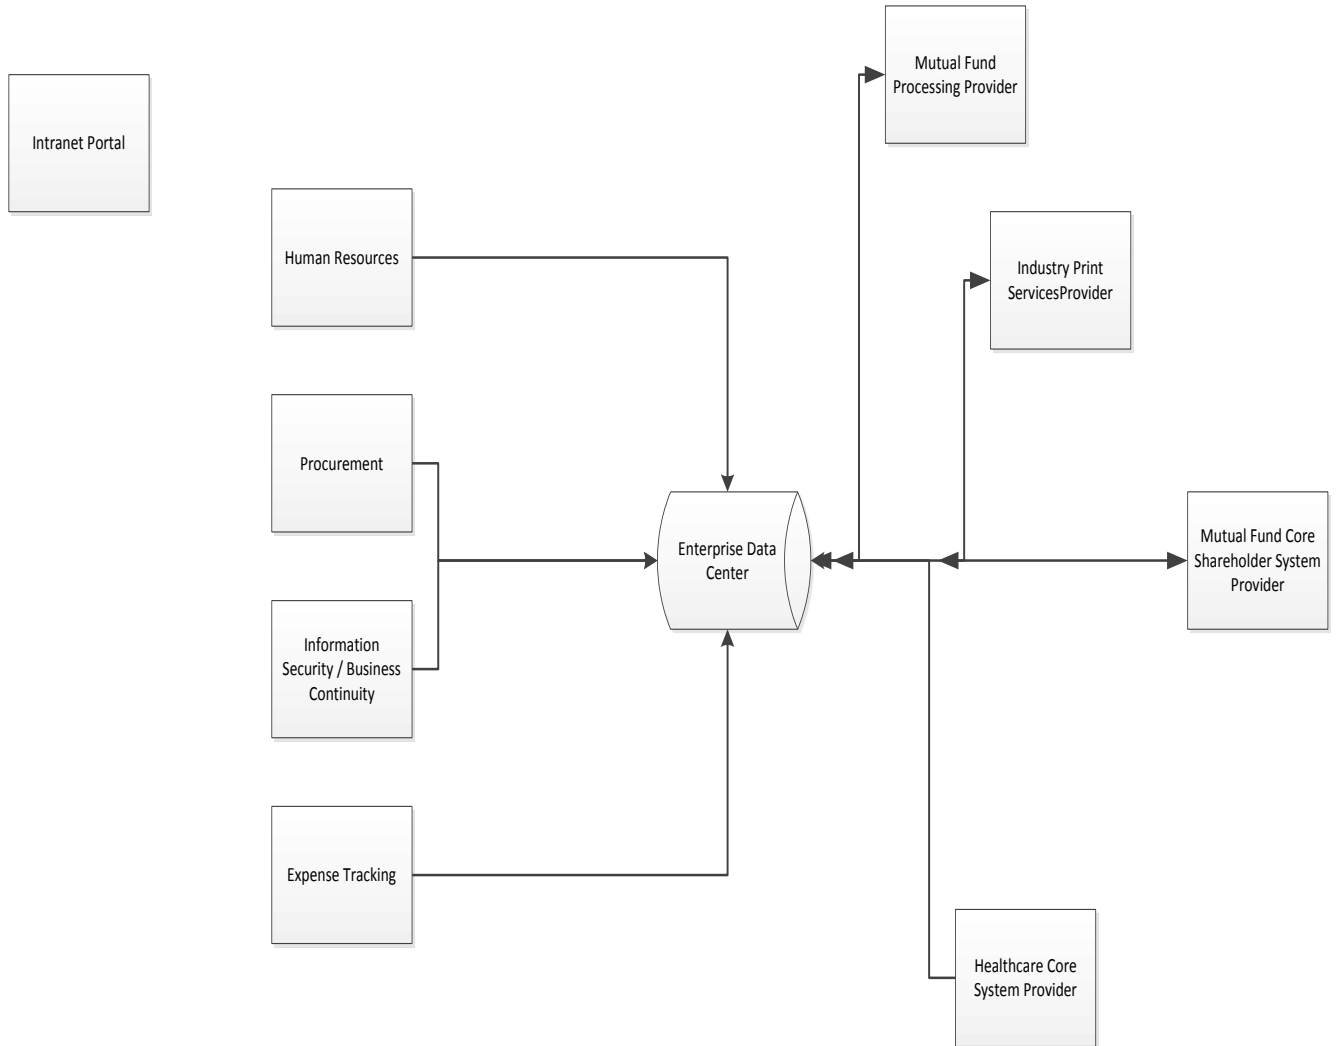 Mutual Fund
Processing Provider
Intranet Portal
Human Resources
Industry Print
ServicesProvider
Procurement
Enterprise Data
Center
Mutual Fund Core
Shareholder System
Provider
Information
Security / Business
Continuity
Expense Tracking
Healthcare Core
System Provider